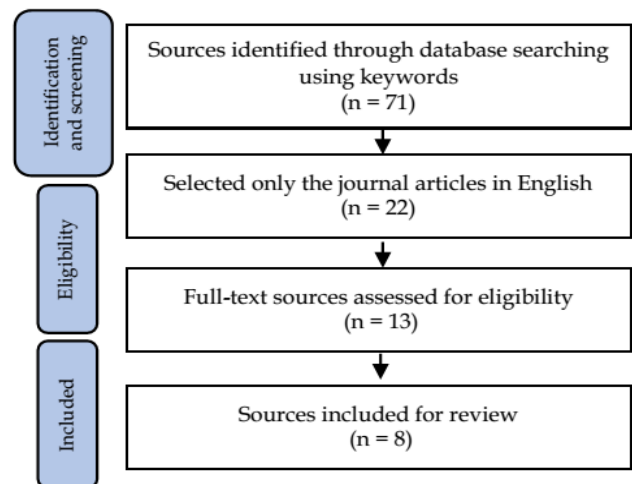 Identification
and screening
Sources identified through database searching
using keywords
(n = 71)
Selected only the journal articles in English
(n = 22)
Eligibility
Full-text sources assessed for eligibility
(n = 13)
Included
Sources included for review
(n = 8)